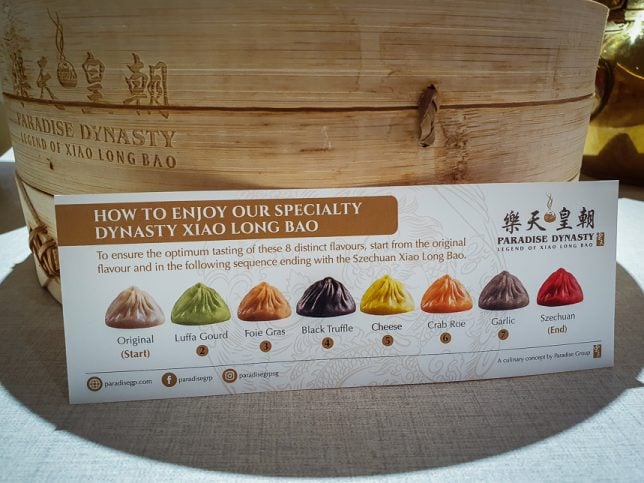 樂天皇朝
PARADISE DYNASTY
LEGEND OF XIAO LONG BAO
HOW TO ENJOY OUR SPECIALTY
DYNASTY XIAO LONG BAO
To ensure the optimum tasting of these 8 distinct flavours, start from the original
flavour and in the following sequence ending with the Szechuan Xiao Long Bao.
樂天皇朝
PARADISE DYNASTY
LEGEND OF XIAO LONG BAO
Original
(Start)
Luffa Gourd
2
Foie Gras
3
Black Truffle
4
Cheese
5
Crab Roe
6
Garlic
7
Szechuan
(End)
paradisegp.com
paradisegrp
paradisegrpsg
A culinary concept by Paradise Group